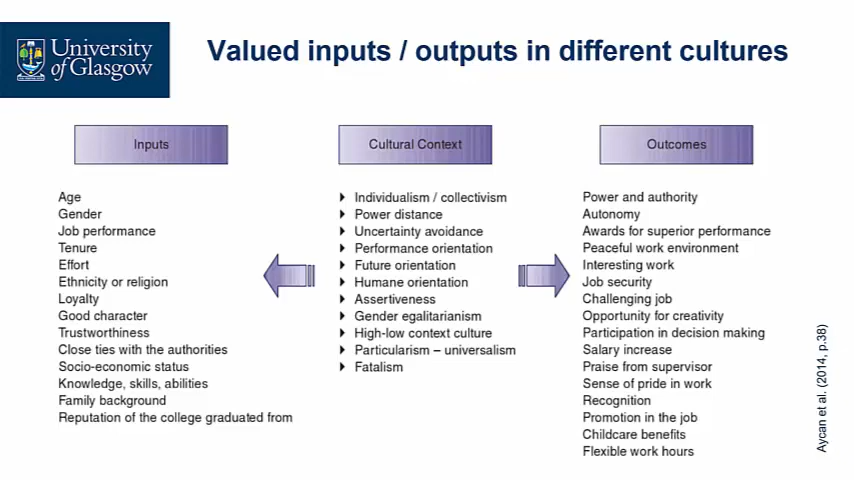 University
of Glasgow
Valued inputs / outputs in different cultures
Inputs
Age
Gender
Job performance
Tenure
Effort
Ethnicity or religion
Loyalty
Good character
Trustworthiness
Close ties with the authorities
Socio-economic status
Knowledge, skills, abilities
Family background
Reputation of the college graduated from
Cultural Context
Individualism / collectivism
Power distance
Uncertainty avoidance
Performance orientation
Future orientation
Humane orientation
Assertiveness
Gender egalitarianism
High-low context culture
Particularism – universalism
Fatalism
Outcomes
Power and authority
Autonomy
Awards for superior performance
Peaceful work environment
Interesting work
Job security
Challenging job
Opportunity for creativity
Participation in decision making
Salary increase
Praise from supervisor
Sense of pride in work
Recognition
Promotion in the job
Childcare benefits
Flexible work hours
Aycan et al. (2014, p.38)